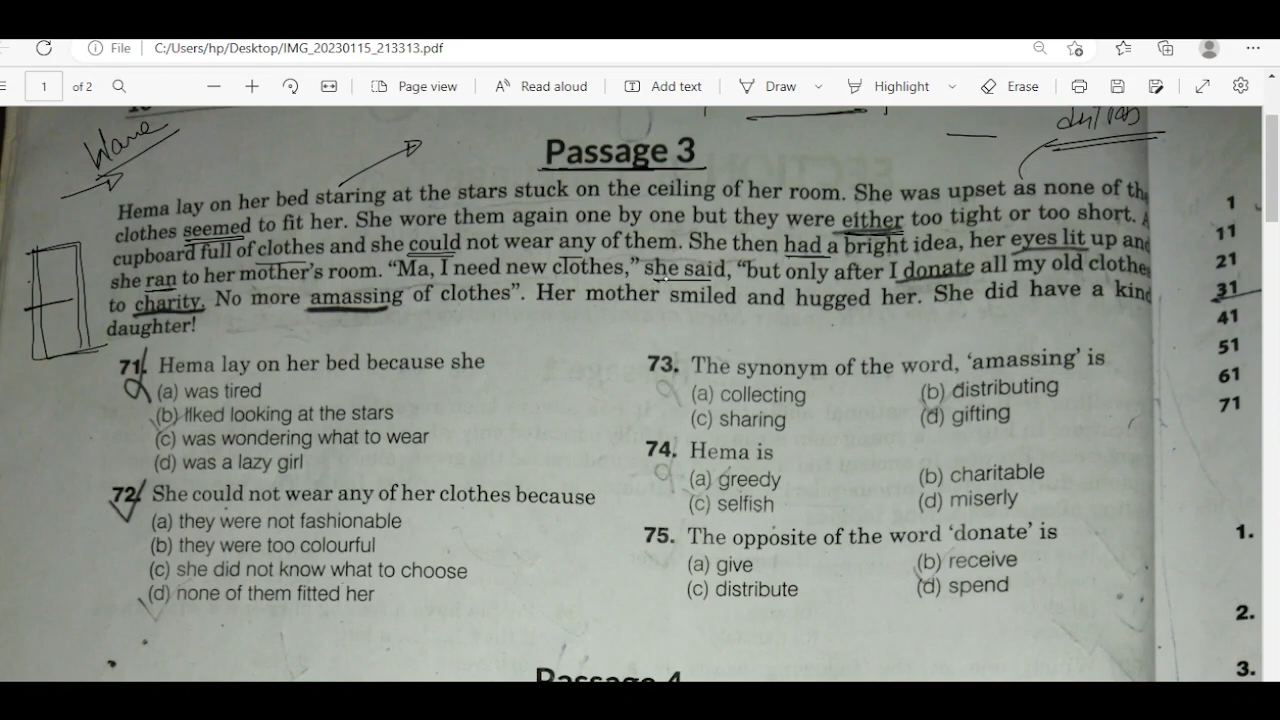 File
C:/Users/hp/Desktop/IMG_20230115_213313.pdf
1 of 2
Page view
Read aloud
Add text
Draw
Highlight
Erase
Passage 3
Hema lay on her bed staring at the stars stuck on the ceiling of her room. She was upset as none of the
clothes seemed to fit her. She wore them again one by one but they were either too tight or too short. A
cupboard full of clothes and she could not wear any of them. She then had a bright idea, her eyes lit up and
she ran to her mother's room. "Ma, I need new clothes," she said, "but only after I donate all my old clothe
to charity. No more amassing of clothes". Her mother smiled and hugged her. She did have a kind
daughter!
71. Hema lay on her bed because she
(a) was tired
(b) liked looking at the stars
(c) was wondering what to wear
(d) was a lazy girl
72. She could not wear any of her clothes because
(a) they were not fashionable
(b) they were too colourful
(c) she did not know what to choose
(d) none of them fitted her
73. The synonym of the word, 'amassing' is
(a) collecting (b) distributing
(c) sharing (d) gifting
74. Hema is
(a) greedy (b) charitable
(c) selfish (d) miserly
75. The opposite of the word 'donate' is
(a) give (b) receive
(c) distribute (d) spend
Passage 4
1
11
21
31
41
51
61
71
1.
2.
3.